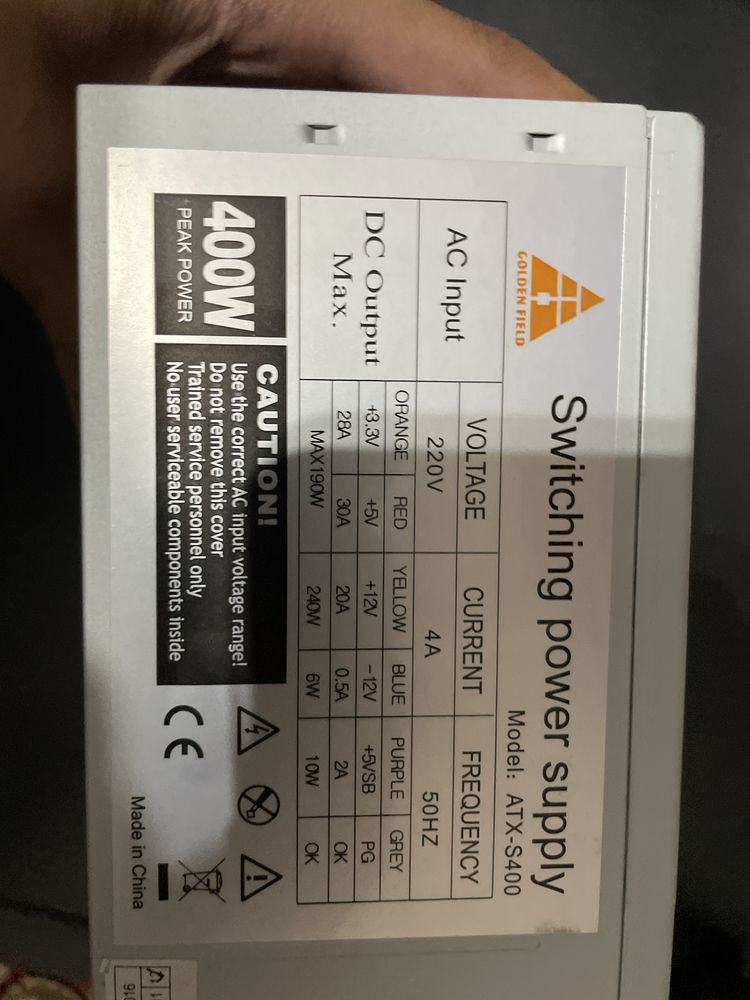 GOLDEN FIELD
Switching power supply
Model: ATX-S400
AC Input
VOLTAGE CURRENT FREQUENCY
220V 4A 50HZ
DC Output
Max.
ORANGE RED YELLOW BLUE PURPLE GREY
+3.3V +5V +12V -12V +5VSB PG
28A 30A 20A 0.5A 2A OK
MAX190W 240W 6W 10W OK
400W
PEAK POWER
CAUTION!
Use the correct AC input voltage range!
Do not remove this cover
Trained service personnel only
No user serviceable components inside
CE
Made in China